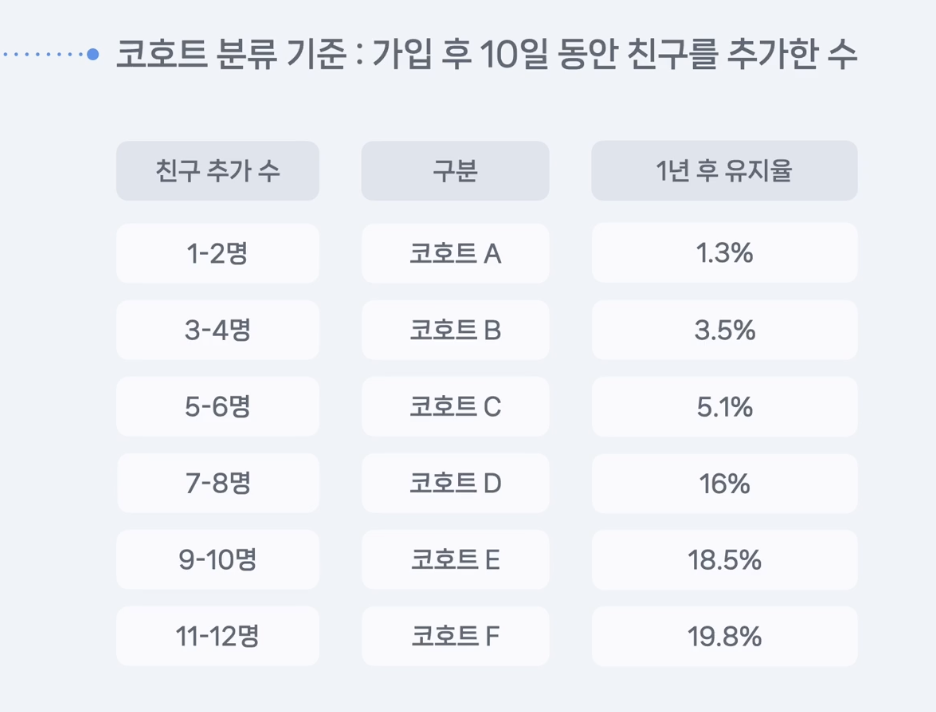 코호트 분류 기준 : 가입 후 10일 동안 친구를 추가한 수
친구 추가 수 구분 1년 후 유지율
1-2명 코호트 A 1.3%
3-4명 코호트 B 3.5%
5-6명 코호트 C 5.1%
7-8명 코호트 D 16%
9-10명 코호트 E 18.5%
11-12명 코호트 F 19.8%